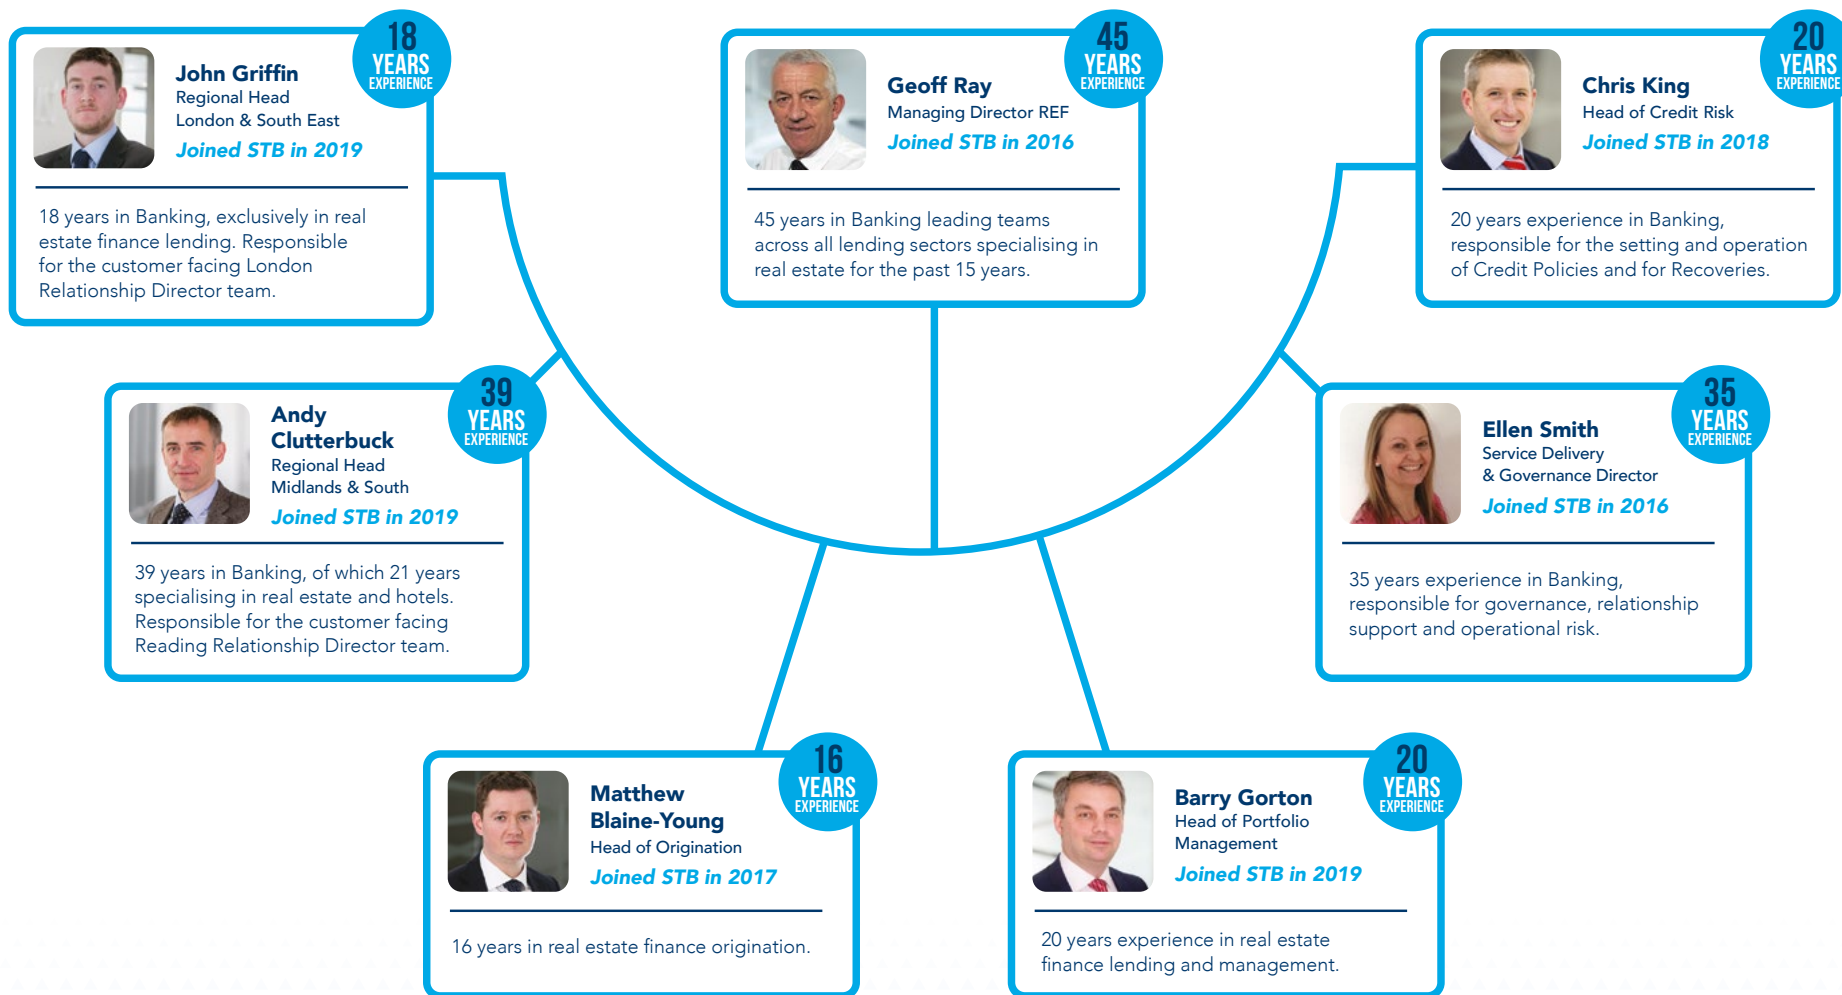 18
YEARS
EXPERIENCE
John Griffin
Regional Head
London & South East
Joined STB in 2019
18 years in Banking, exclusively in real
estate finance lending. Responsible
for the customer facing London
Relationship Director team.
45
YEARS
EXPERIENCE
Geoff Ray
Managing Director REF
Joined STB in 2016
45 years in Banking leading teams
across all lending sectors specialising in
real estate for the past 15 years.
20
YEARS
EXPERIENCE
Chris King
Head of Credit Risk
Joined STB in 2018
20 years experience in Banking,
responsible for the setting and operation
of Credit Policies and for Recoveries.
39
YEARS
EXPERIENCE
Andy
Clutterbuck
Regional Head
Midlands & South
Joined STB in 2019
39 years in Banking, of which 21 years
specialising in real estate and hotels.
Responsible for the customer facing
Reading Relationship Director team.
35
YEARS
EXPERIENCE
Ellen Smith
Service Delivery
& Governance Director
Joined STB in 2016
35 years experience in Banking,
responsible for governance, relationship
support and operational risk.
16
YEARS
EXPERIENCE
Matthew
Blaine-Young
Head of Origination
Joined STB in 2017
16 years in real estate finance origination.
20
YEARS
EXPERIENCE
Barry Gorton
Head of Portfolio
Management
Joined STB in 2019
20 years experience in real estate
finance lending and management.